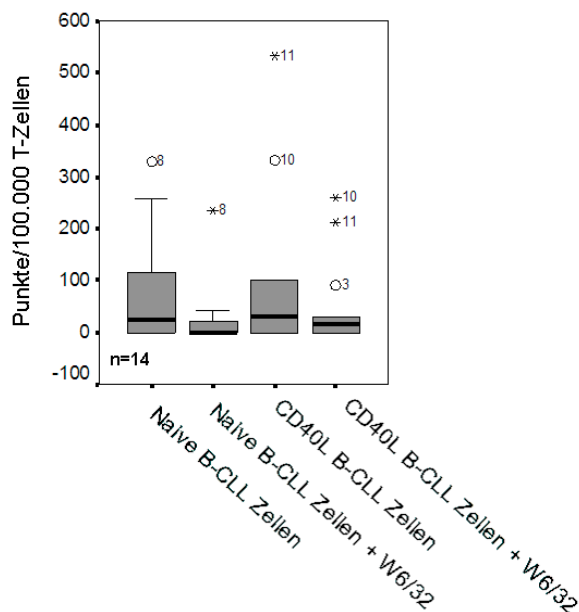 600
500
400
300
200
100
0
-100
Punkte/100.000 T-Zellen
8
8
11
10
10
11
3
n=14
Naive B-CLL Zellen
Naive B-CLL Zellen + W6/32
CD40L B-CLL Zellen
CD40L B-CLL Zellen + W6/32